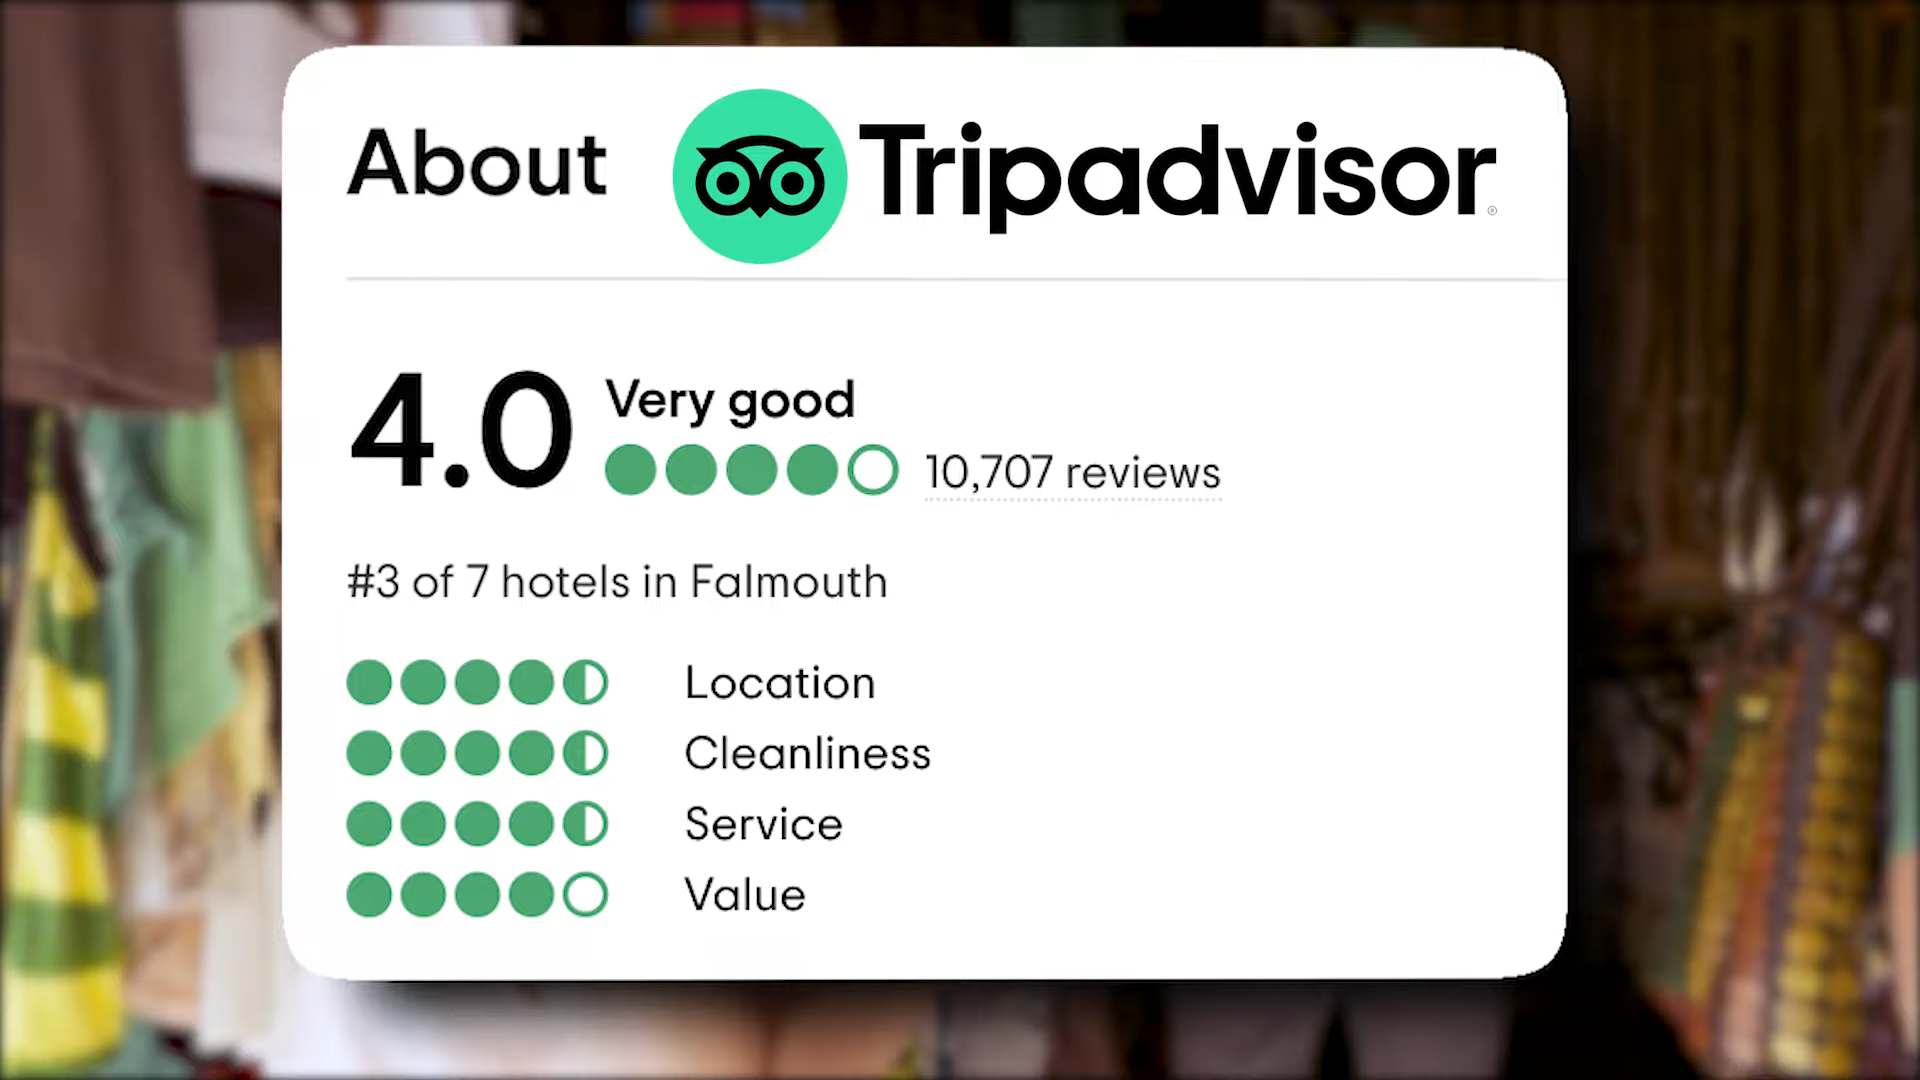 About Tripadvisor®
4.0 Very good
10,707 reviews
#3 of 7 hotels in Falmouth
Location
Cleanliness
Service
Value